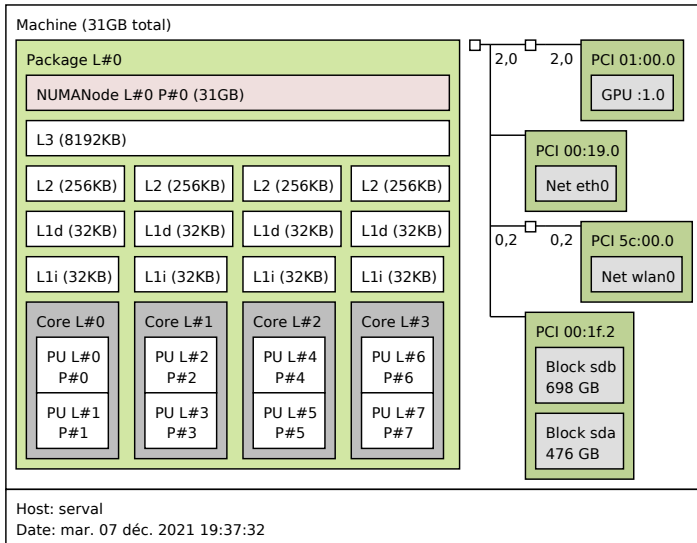 Machine (31GB total)
Package L#0
NUMANode L#0 P#0 (31GB)
L3 (8192KB)
L2 (256KB) L2 (256KB) L2 (256KB) L2 (256KB)
L1d (32KB) L1d (32KB) L1d (32KB) L1d (32KB)
L1i (32KB) L1i (32KB) L1i (32KB) L1i (32KB)
Core L#0
PU L#0
P#0
PU L#1
P#1
Core L#1
PU L#2
P#2
PU L#3
P#3
Core L#2
PU L#4
P#4
PU L#5
P#5
Core L#3
PU L#6
P#6
PU L#7
P#7
2,0 2,0
PCI 01:00.0
GPU :1.0
PCI 00:19.0
Net eth0
0,2 0,2
PCI 5c:00.0
Net wlan0
PCI 00:1f.2
Block sdb
698 GB
Block sda
476 GB
Host: serval
Date: mar. 07 déc. 2021 19:37:32